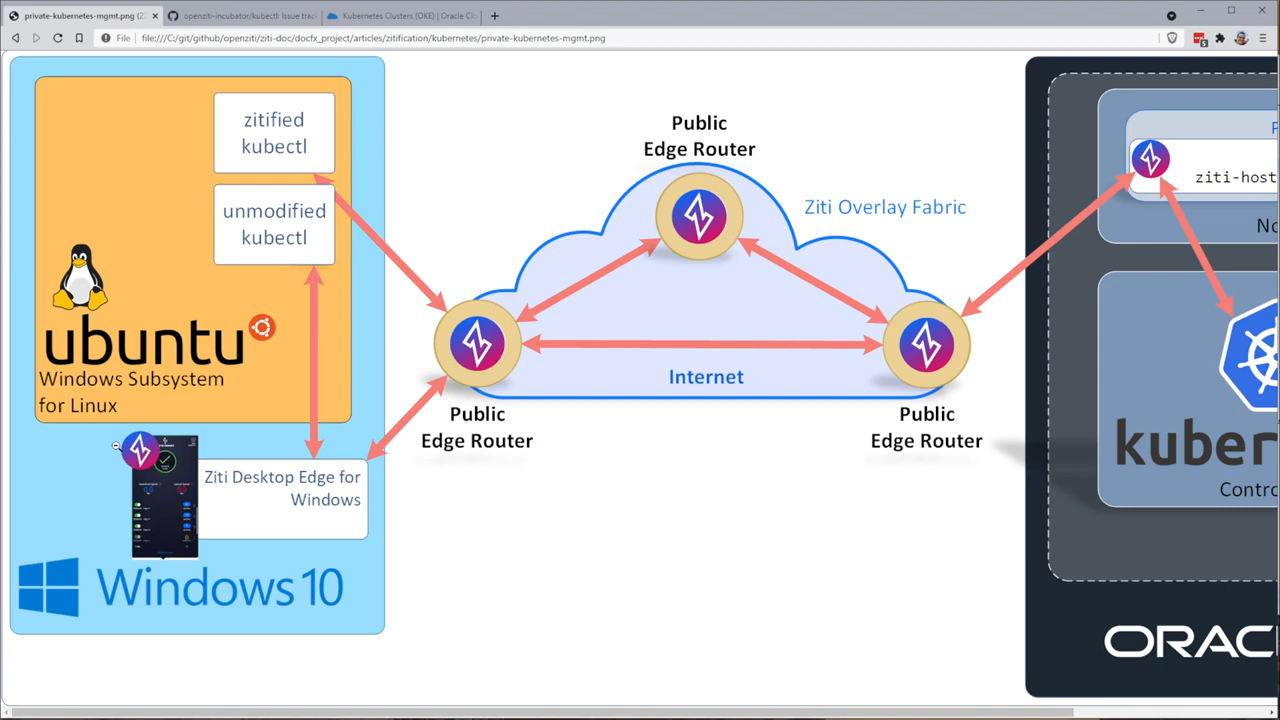 private-kubernetes-mgmt.png (2
openziti-incubator/kubectl: Issue track
Kubernetes Clusters (OKE) | Oracle Clo
File
file:///C:/git/github/openziti/ziti-doc/docfx_project/articles/zitification/kubernetes/private-kubernetes-mgmt.png
zitified
kubectl
unmodified
kubectl
ubuntu
Windows Subsystem
for Linux
Ziti Desktop Edge for
Windows
Windows 10
Public
Edge Router
Ziti Overlay Fabric
Internet
Public
Edge Router
Public
Edge Router
ziti-host
No
kuber
Contro
ORAC